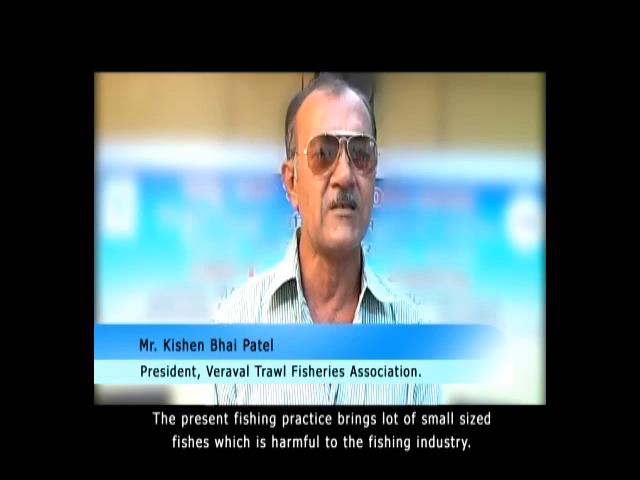 Mr. Kishen Bhai Patel
President, Veraval Trawl Fisheries Association.
The present fishing practice brings lot of small sized
fishes which is harmful to the fishing industry.